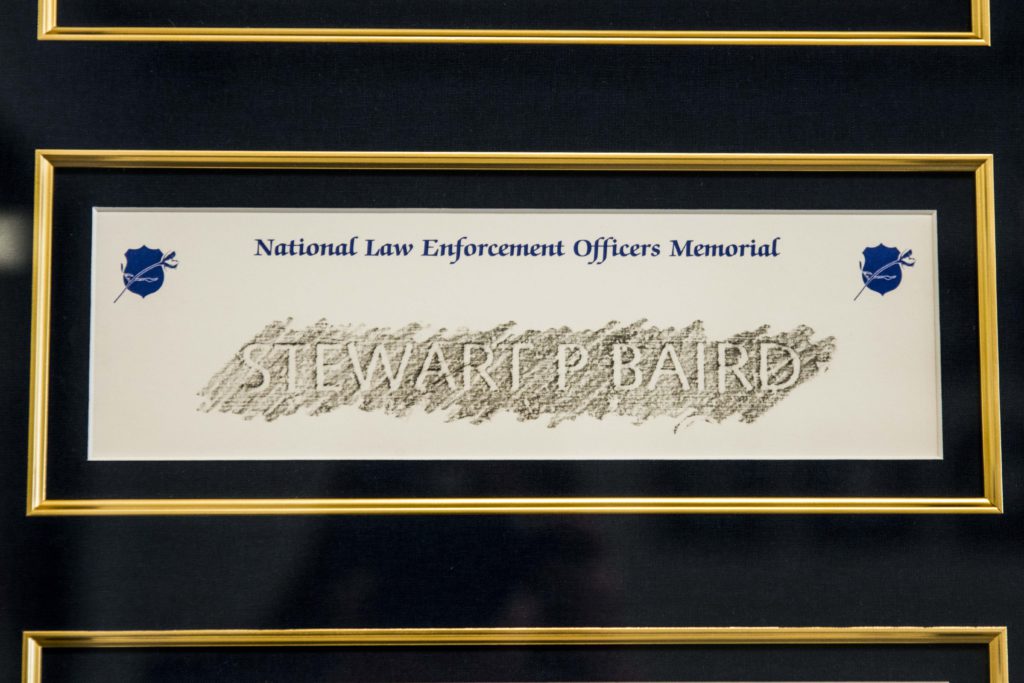 National Law Enforcement Officers Memorial
STEWART P BAIRD